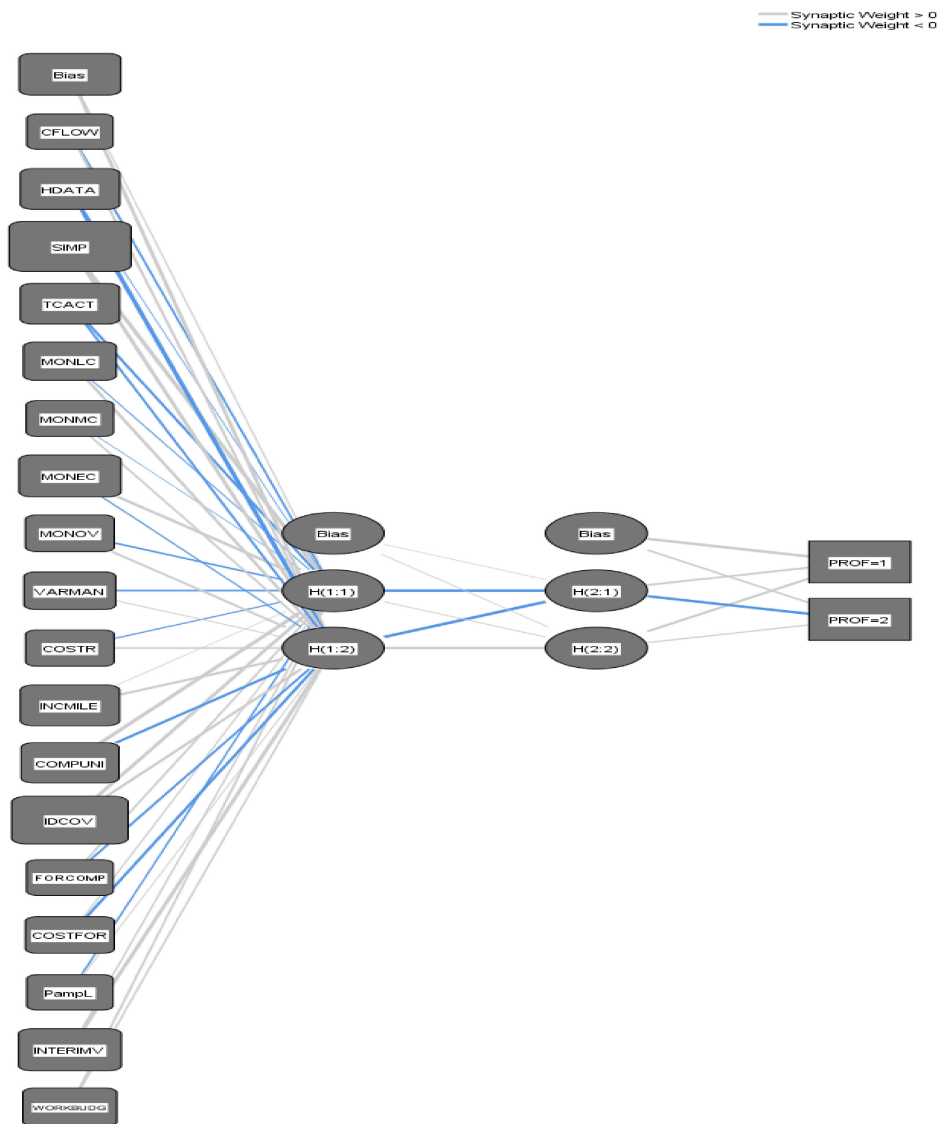 Synaptic Weight > 0
Synaptic Weight < 0
Bias
CFLOW
HDATA
SIMP
TCACT
MONLC
MONMC
MONEC
MONOV
Bias
Bias
PROF=1
VARMAN
H(1:1)
H(2:1)
PROF=2
COSTR
H(1:2)
H(2:2)
INCMILE
COMPUNI
IDCOV
FORCOMP
COSTFOR
PampL
INTERIMV
WORKBUDG